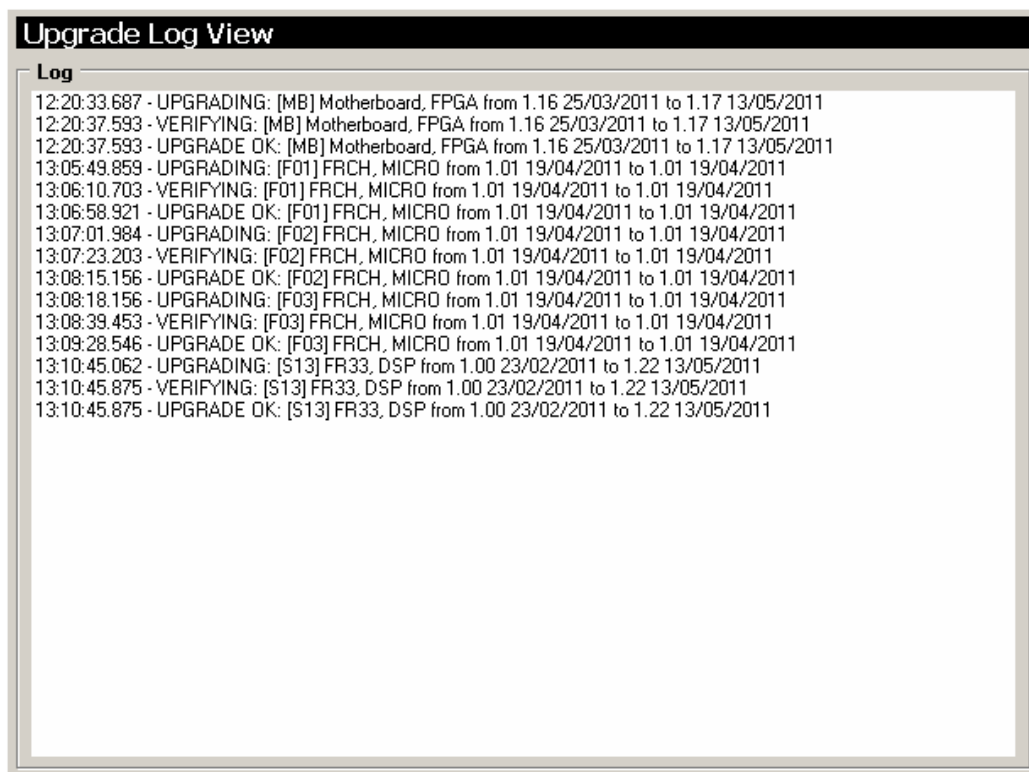 Upgrade Log View
Log
12:20:33.687 - UPGRADING: [MB] Motherboard, FPGA from 1.16 25/03/2011 to 1.17 13/05/2011
12:20:37.593 - VERIFYING: [MB] Motherboard, FPGA from 1.16 25/03/2011 to 1.17 13/05/2011
12:20:37.593 - UPGRADE OK: [MB] Motherboard, FPGA from 1.16 25/03/2011 to 1.17 13/05/2011
13:05:49.859 - UPGRADING: [F01] FRCH, MICRO from 1.01 19/04/2011 to 1.01 19/04/2011
13:06:10.703 - VERIFYING: [F01] FRCH, MICRO from 1.01 19/04/2011 to 1.01 19/04/2011
13:06:58.921 - UPGRADE OK: [F01] FRCH, MICRO from 1.01 19/04/2011 to 1.01 19/04/2011
13:07:01.984 - UPGRADING: [F02] FRCH, MICRO from 1.01 19/04/2011 to 1.01 19/04/2011
13:07:23.203 - VERIFYING: [F02] FRCH, MICRO from 1.01 19/04/2011 to 1.01 19/04/2011
13:08:15.156 - UPGRADE OK: [F02] FRCH, MICRO from 1.01 19/04/2011 to 1.01 19/04/2011
13:08:18.156 - UPGRADING: [F03] FRCH, MICRO from 1.01 19/04/2011 to 1.01 19/04/2011
13:08:39.453 - VERIFYING: [F03] FRCH, MICRO from 1.01 19/04/2011 to 1.01 19/04/2011
13:09:28.546 - UPGRADE OK: [F03] FRCH, MICRO from 1.01 19/04/2011 to 1.01 19/04/2011
13:10:45.062 - UPGRADING: [S13] FR33, DSP from 1.00 23/02/2011 to 1.22 13/05/2011
13:10:45.875 - VERIFYING: [S13] FR33, DSP from 1.00 23/02/2011 to 1.22 13/05/2011
13:10:45.875 - UPGRADE OK: [S13] FR33, DSP from 1.00 23/02/2011 to 1.22 13/05/2011